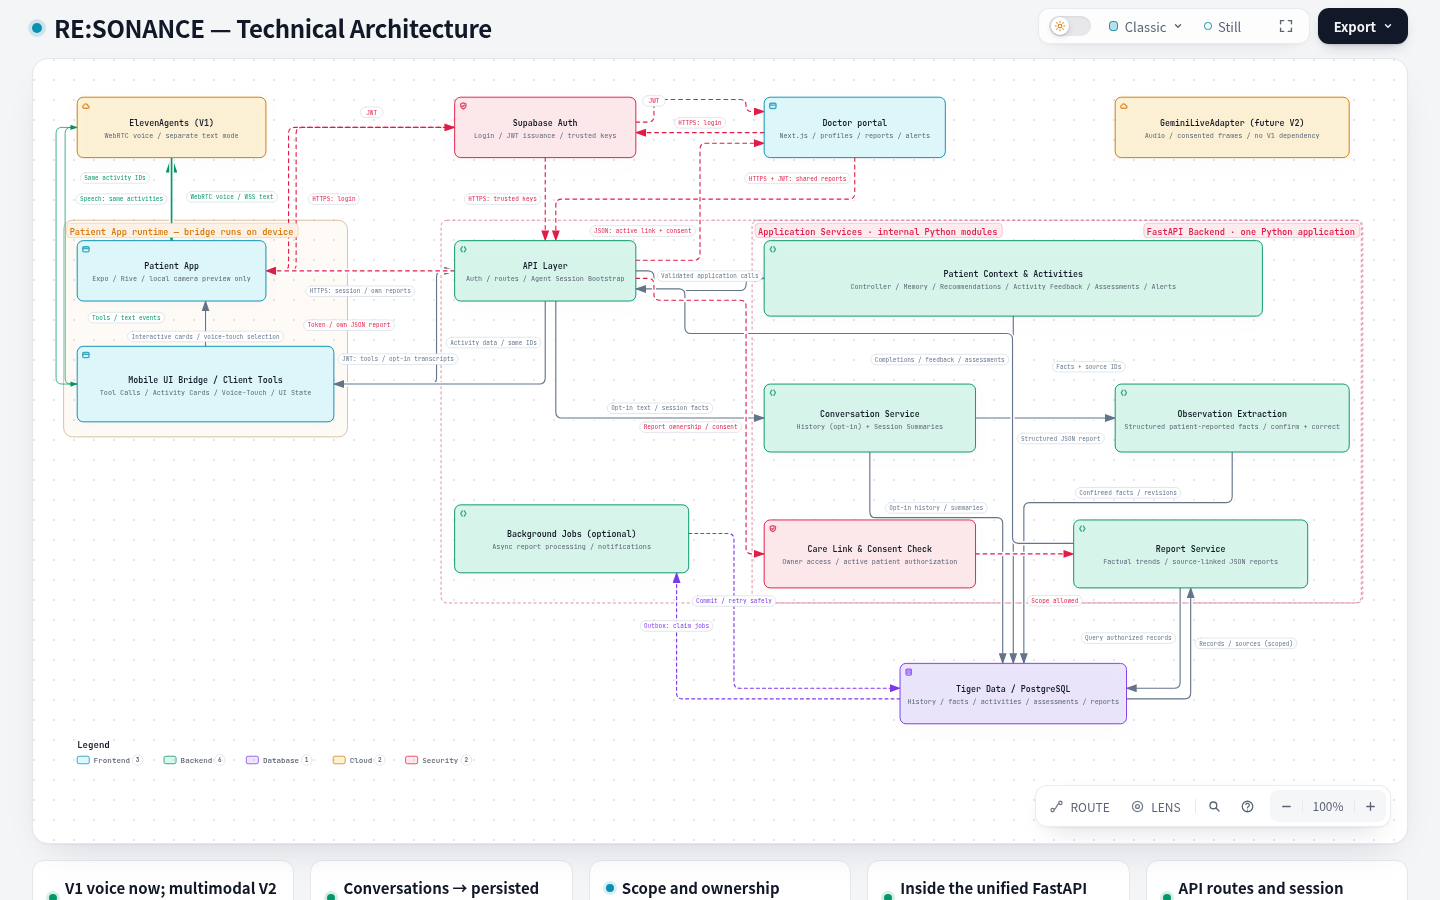 RE:SONANCE — Technical Architecture
Classic
Still
Export
ElevenAgents (V1)
WebRTC voice / separate text mode
JWT
Supabase Auth
Login / JWT issuance / trusted keys
JWT
HTTPS: login
Doctor portal
Next.js / profiles / reports / alerts
GeminiLiveAdapter (future V2)
Audio / consented frames / no V1 dependency
Same activity IDs
Speech: same activities
WebRTC voice / WSS text
HTTPS: login
HTTPS: trusted keys
HTTPS + JWT: shared reports
Patient App runtime — bridge runs on device
JSON: active link + consent
Application Services · internal Python modules
FastAPI Backend · one Python application
Patient App
Expo / Rive / local camera preview only
API Layer
Auth / routes / Agent Session Bootstrap
Validated application calls
Patient Context & Activities
Controller / Memory / Recommendations / Activity Feedback / Assessments / Alerts
HTTPS: session / own reports
Tools / text events
Token / own JSON report
Interactive cards / voice-touch selection
Activity data / same IDs
JWT: tools / opt-in transcripts
Completions / feedback / assessments
Facts + source IDs
Mobile UI Bridge / Client Tools
Tool Calls / Activity Cards / Voice-Touch / UI State
Opt-in text / session facts
Report ownership / consent
Conversation Service
History (opt-in) + Session Summaries
Structured JSON report
Observation Extraction
Structured patient-reported facts / confirm + correct
Confirmed facts / revisions
Opt-in history / summaries
Background Jobs (optional)
Async report processing / notifications
Care Link & Consent Check
Owner access / active patient authorization
Report Service
Factual trends / source-linked JSON reports
Commit / retry safely
Scope allowed
Outbox: claim jobs
Query authorized records
Records / sources (scoped)
Tiger Data / PostgreSQL
History / facts / activities / assessments / reports
Legend
Frontend 3
Backend 6
Database 1
Cloud 2
Security 2
ROUTE
LENS
100%
V1 voice now; multimodal V2
Conversations → persisted
Scope and ownership
Inside the unified FastAPI
API routes and session